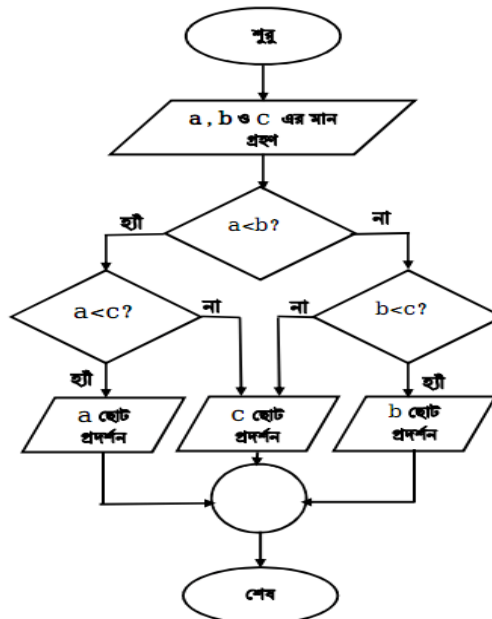 শুরু
a, b ও C এর মান
গ্রহণ
a<b?
হ্যাঁ
না
a<c?
b<c?
না
না
হ্যাঁ
হ্যাঁ
a ছোট
প্রদর্শন
C ছোট
প্রদর্শন
b ছোট
প্রদর্শন
শেষ